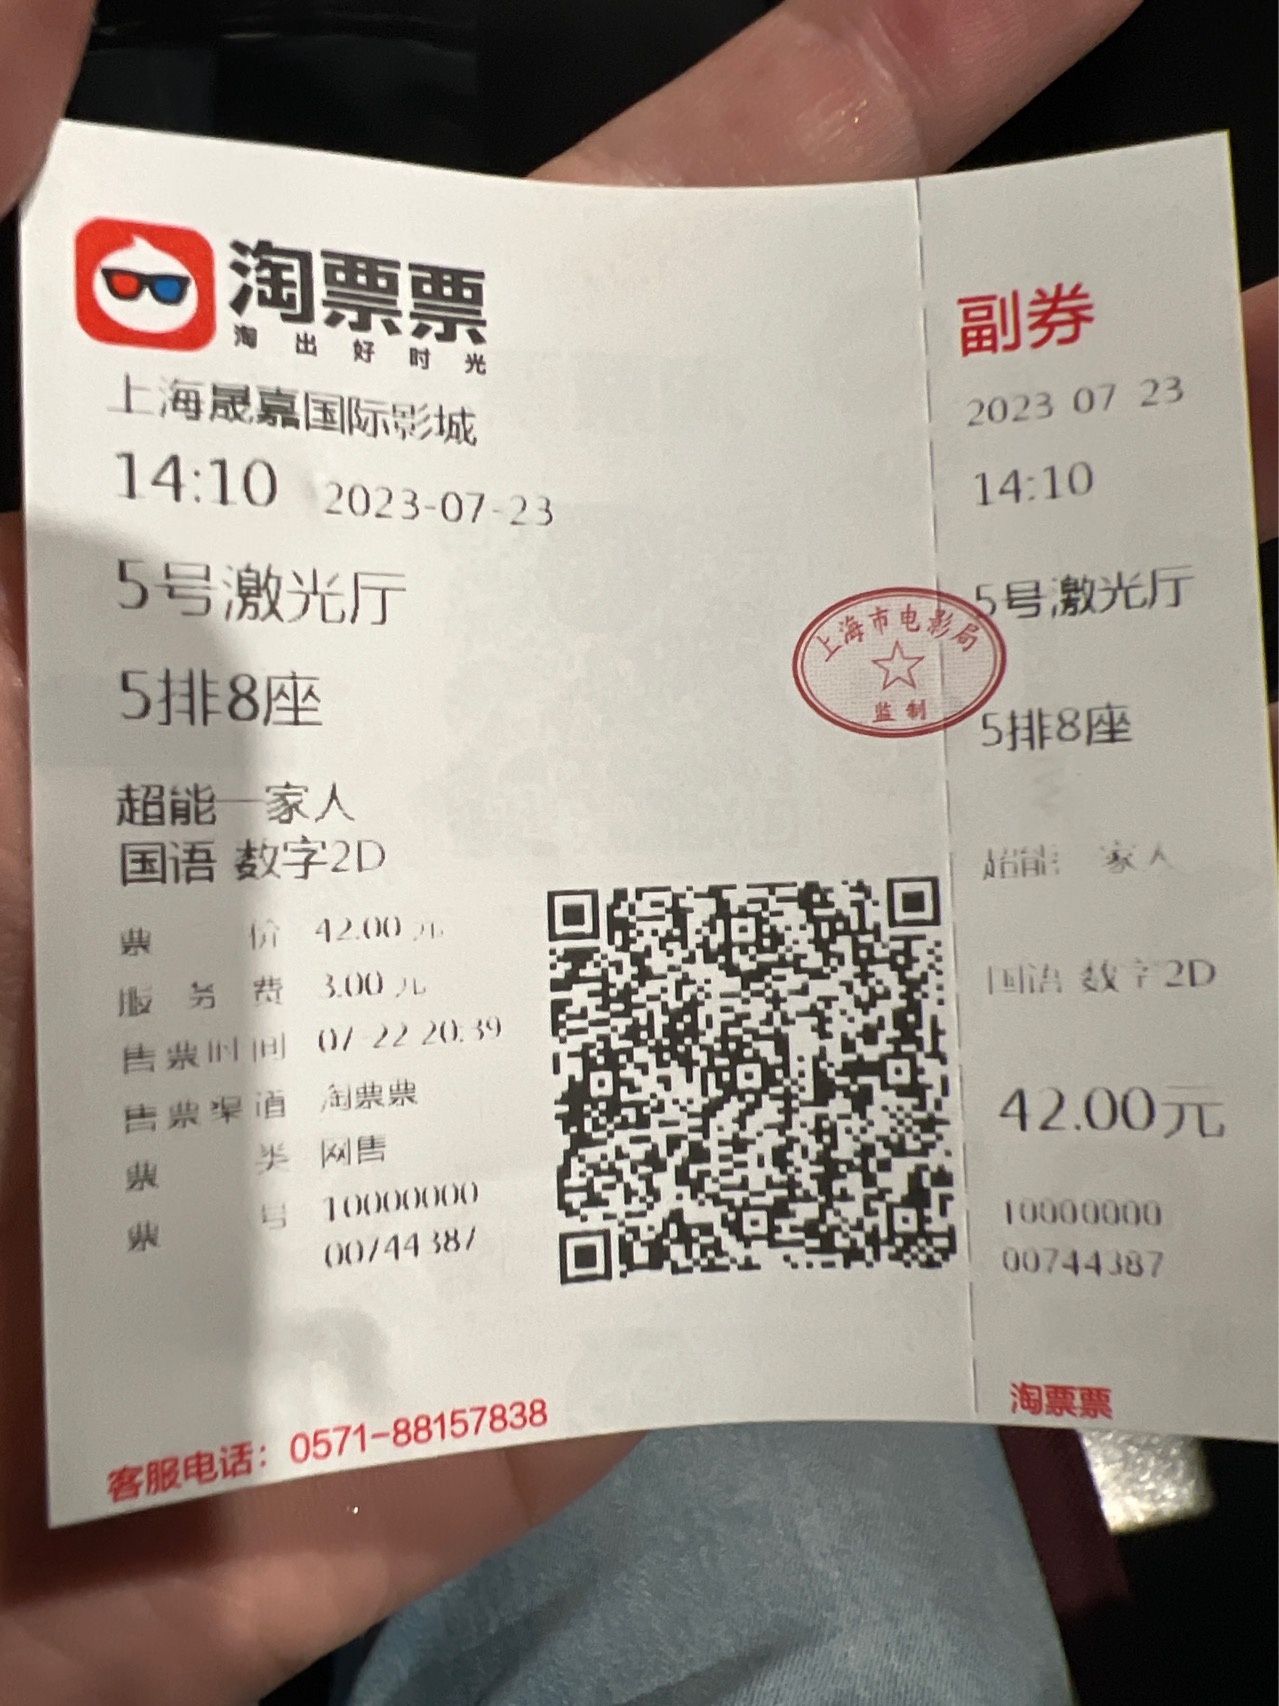 淘票票
淘出好时光
上海晟嘉国际影城
14:10 2023-07-23
5号激光厅
5排8座
超能一家人
国语 数字2D
票价 42.00元
服务费 3.00元
售票时间 07-22 20:39
售票渠道 淘票票
票类 网售
票号 10000000
00744387
客服电话：0571-88157838
副券
2023 07 23
14:10
5号激光厅
上海市电影局
监制
5排8座
超能一家人
国语 数字2D
42.00元
10000000
00744387
淘票票